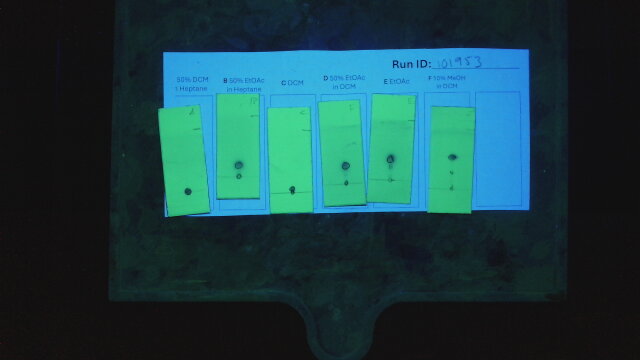 Run ID: 101953
50% DCM
B 50% EtOAc
in Heptane
C DCM
D 50% EtOAc
in DCM
E EtOAc
F 10% MeOH
in DCM
Heptane